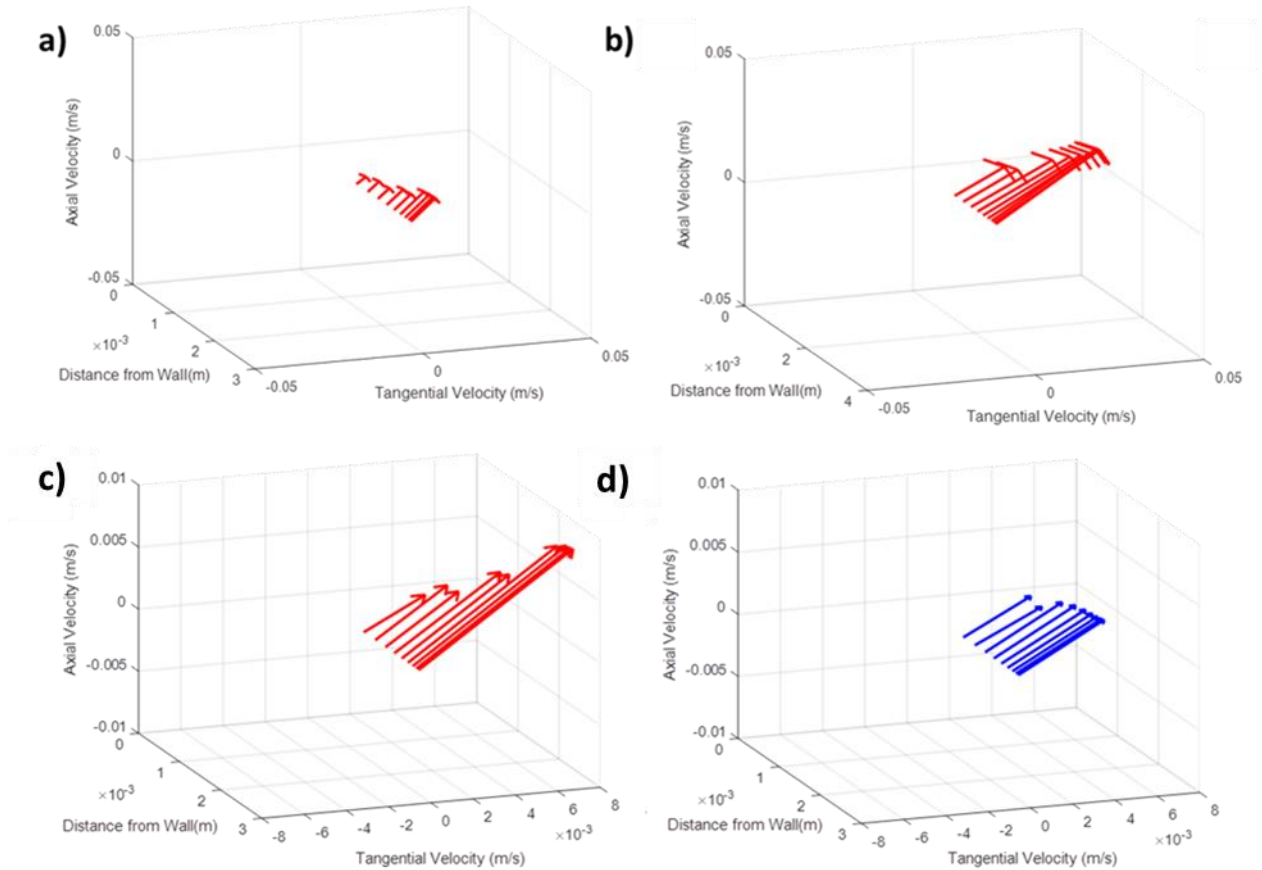 a)
0.05
0
-0.05
Axial Velocity (m/s)
0
1
2
3
×10-3
Distance from Wall(m)
-0.05
0
0.05
Tangential Velocity (m/s)
b)
0.05
0
-0.05
Axial Velocity (m/s)
0
2
4
×10-3
Distance from Wall(m)
-0.05
0
0.05
Tangential Velocity (m/s)
c)
0.01
0.005
0
-0.005
-0.01
Axial Velocity (m/s)
0
1
2
3
×10-3
Distance from Wall(m)
-8 -6 -4 -2 0 2 4 6 8
×10-3
Tangential Velocity (m/s)
d)
0.01
0.005
0
-0.005
-0.01
Axial Velocity (m/s)
0
1
2
3
×10-3
Distance from Wall(m)
-8 -6 -4 -2 0 2 4 6 8
×10-3
Tangential Velocity (m/s)